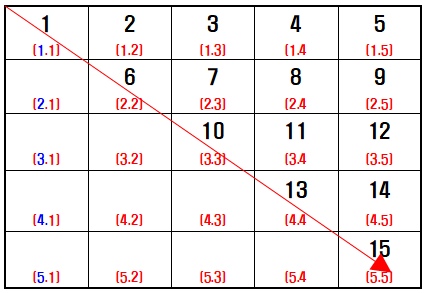 1 2 3 4 5
(1.1) (1.2) (1.3) (1.4 (1.5)
6 7 8 9
(2.1) (2.2) (2.3) (2.4 (2.5)
10 11 12
(3.1) (3.2) (3.3) (3.4 (3.5)
13 14
(4.1) (4.2) (4.3) (4.4 (4.5)
15
(5.1) (5.2) (5.3) (5.4 (5.5)